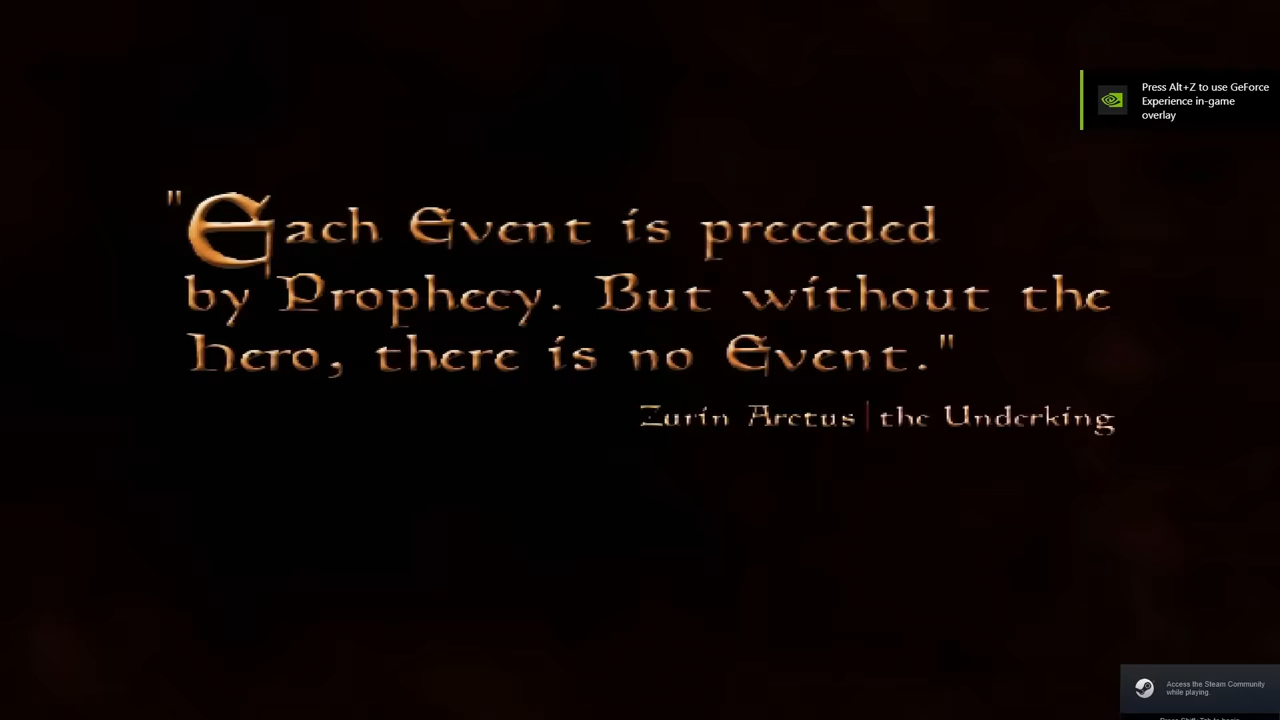 "Each Event is preceded
by Prophecy. But without the
hero, there is no Event."
Zurin Arctus | the Underking
Press Alt+Z to use GeForce
Experience in-game
overlay
Access the Steam Community
while playing.